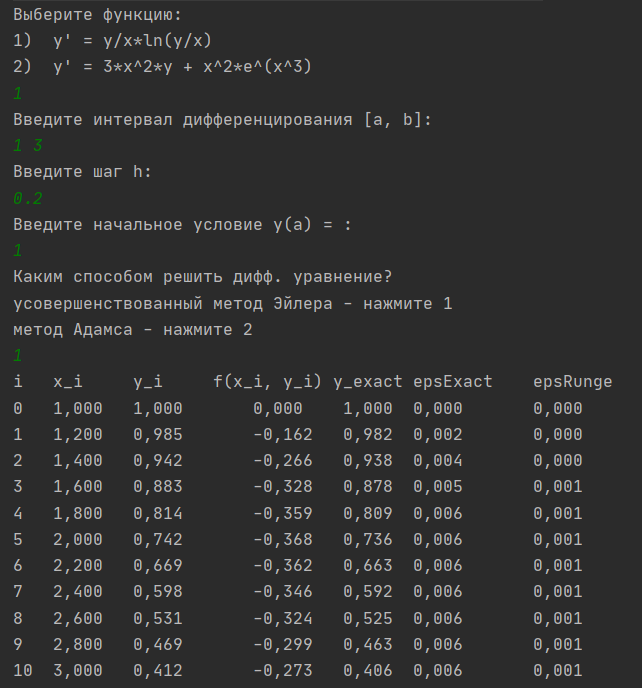 Выберите функцию:
1)  y' = y/x*ln(y/x)
2)  y' = 3*x^2*y + x^2*e^(x^3)
1
Введите интервал дифференцирования [a, b]:
1 3
Введите шаг h:
0.2
Введите начальное условие y(a) = :
1
Каким способом решить дифф. уравнение?
усовершенствованный метод Эйлера - нажмите 1
метод Адамса - нажмите 2
1
i   x_i     y_i     f(x_i, y_i) y_exact epsExact    epsRunge
0   1,000   1,000       0,000    1,000  0,000       0,000
1   1,200   0,985       -0,162   0,982  0,002       0,000
2   1,400   0,942       -0,266   0,938  0,004       0,000
3   1,600   0,883       -0,328   0,878  0,005       0,001
4   1,800   0,814       -0,359   0,809  0,006       0,001
5   2,000   0,742       -0,368   0,736  0,006       0,001
6   2,200   0,669       -0,362   0,663  0,006       0,001
7   2,400   0,598       -0,346   0,592  0,006       0,001
8   2,600   0,531       -0,324   0,525  0,006       0,001
9   2,800   0,469       -0,299   0,463  0,006       0,001
10  3,000   0,412       -0,273   0,406  0,006       0,001